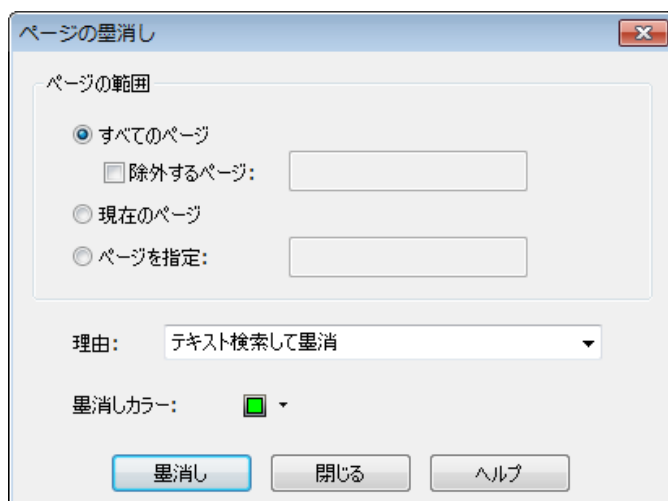 ページの墨消し
ページの範囲
すべてのページ
除外するページ:
現在のページ
ページを指定:
理由: テキスト検索して墨消
墨消しカラー:
墨消し 閉じる ヘルプ